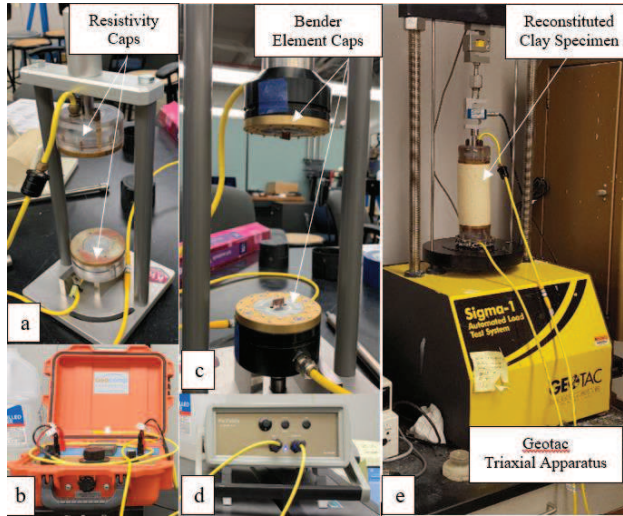 Resistivity
Caps
Bender
Element Caps
Reconstituted
Clay Specimen
a
c
Sigma-1
Automated Load
Test System
GEOTAC
b
d
e
Geotac
Triaxial Apparatus